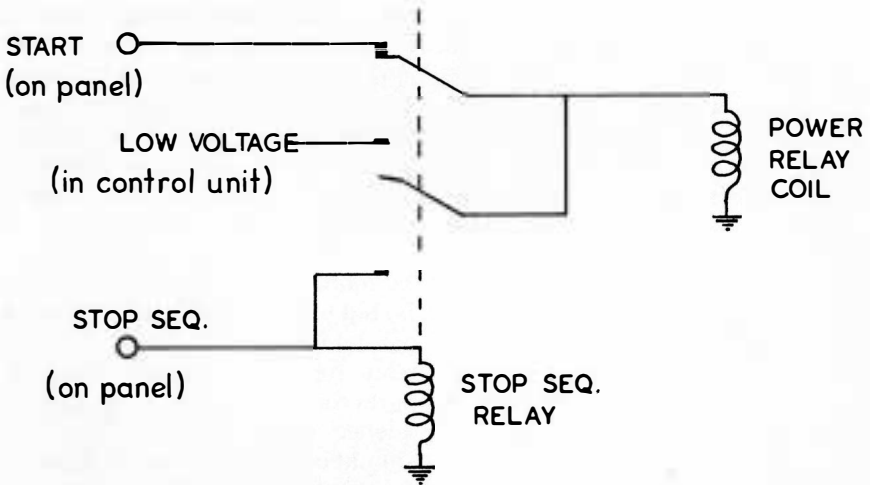 START
(on panel)
LOW VOLTAGE
(in control unit)
POWER
RELAY
COIL
STOP SEQ.
(on panel)
STOP SEQ.
RELAY